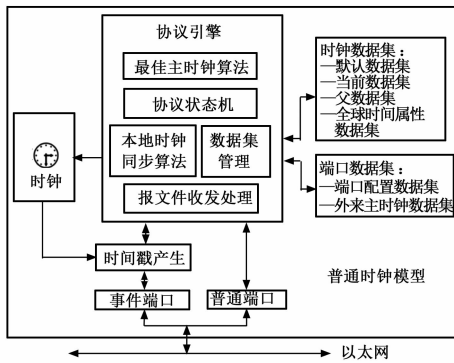 协议引擎
最佳主时钟算法
协议状态机
本地时钟
同步算法
数据集
管理
报文件收发处理
时钟
时钟数据集：
—默认数据集
—当前数据集
—父数据集
—全球时间属性
数据集
端口数据集：
—端口配置数据集
—外来主时钟数据集
时间戳产生
事件端口
普通端口
普通时钟模型
以太网